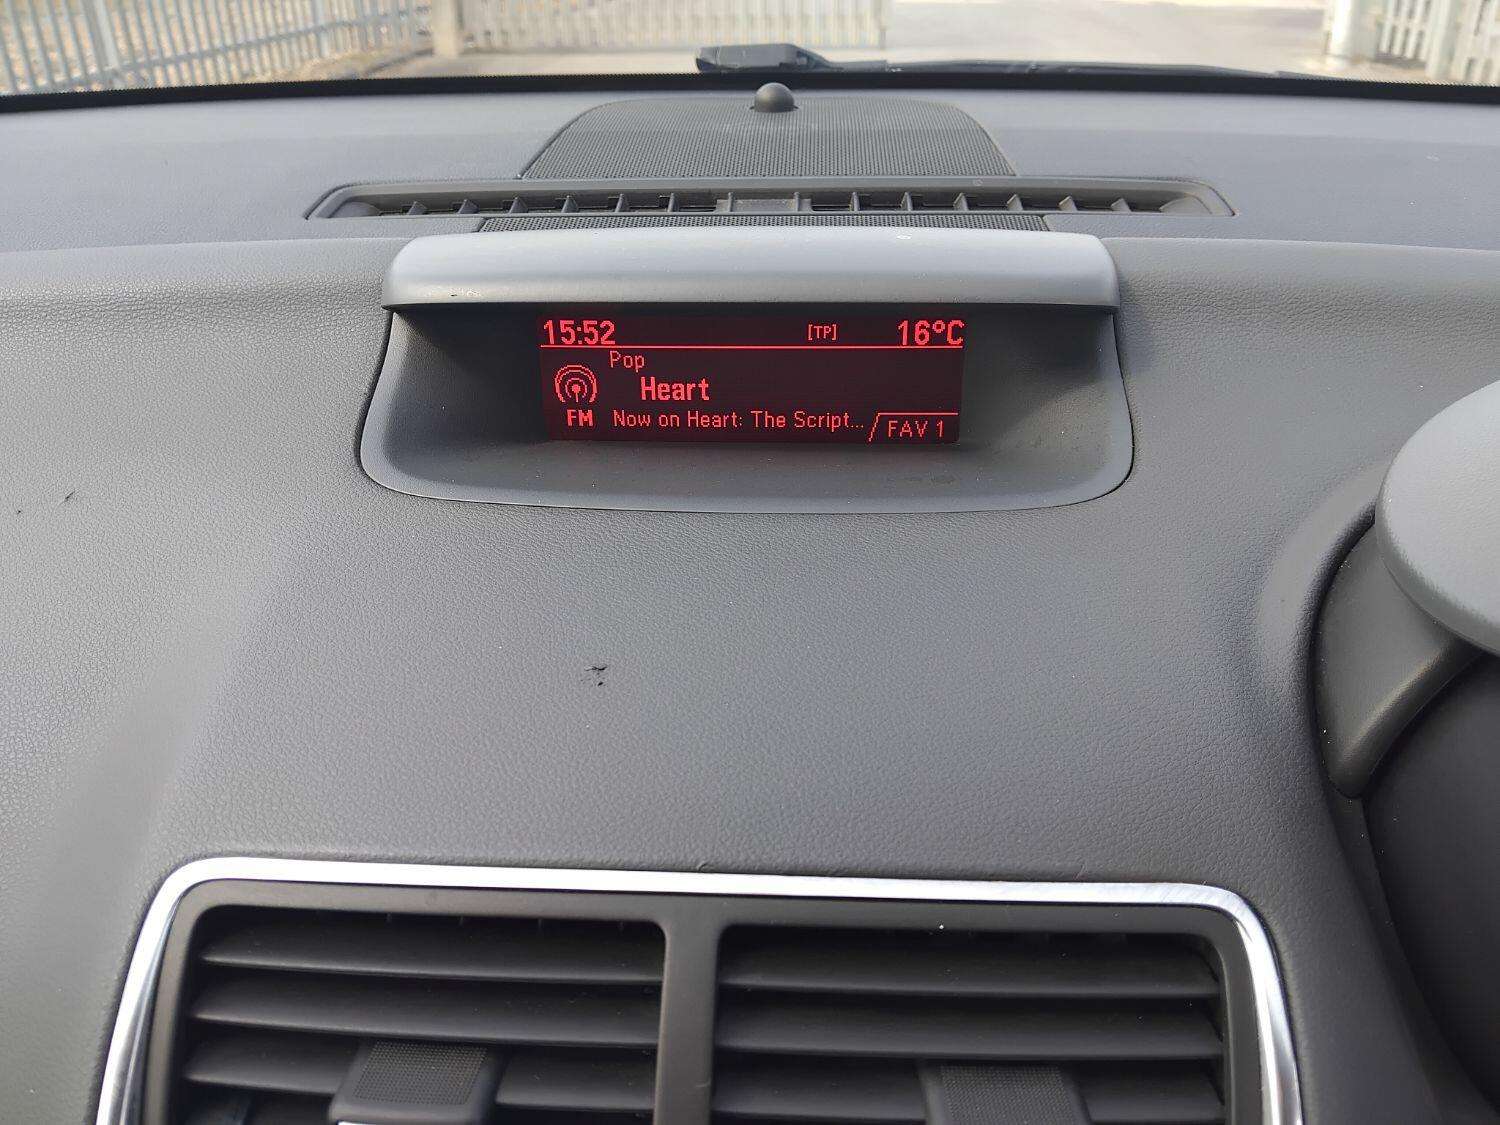 15:52 [TP] 16°C
Pop
Heart
FM Now on Heart: The Script... FAV 1